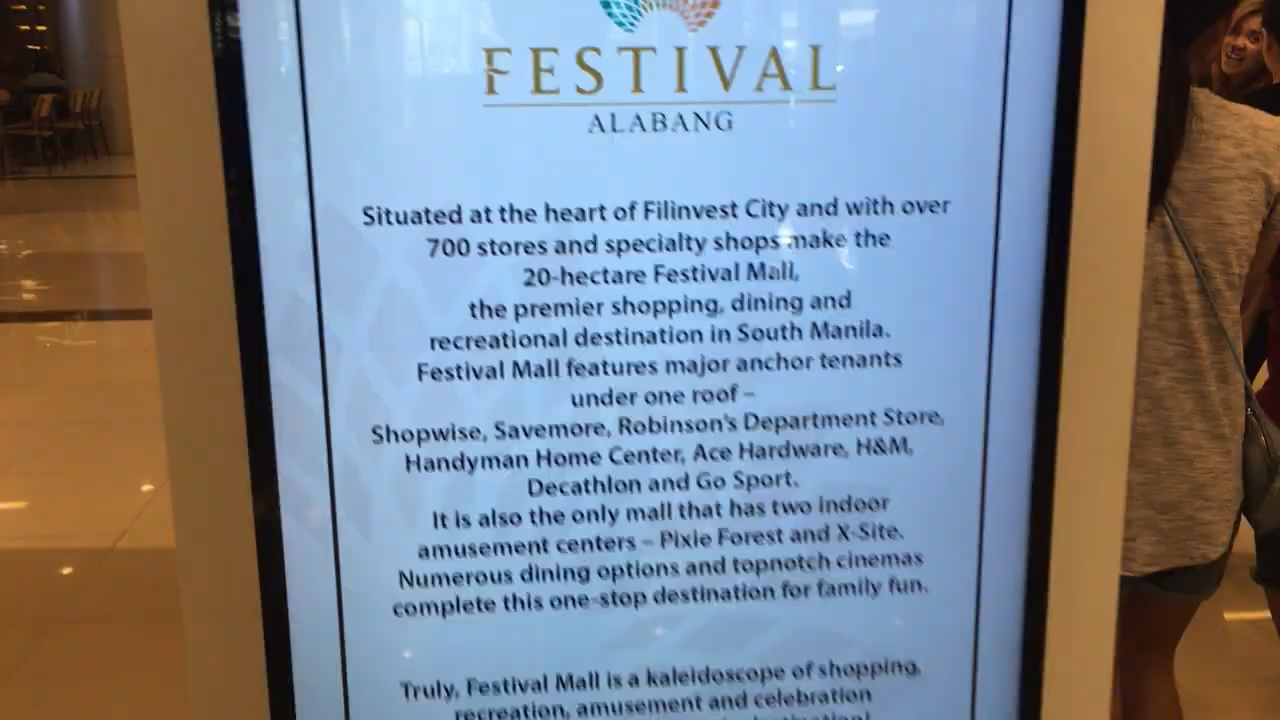 FESTIVAL
ALABANG
Situated at the heart of Filinvest City and with over
700 stores and specialty shops make the
20-hectare Festival Mall,
the premier shopping, dining and
recreational destination in South Manila.
Festival Mall features major anchor tenants
under one roof –
Shopwise, Savemore, Robinson's Department Store,
Handyman Home Center, Ace Hardware, H&M,
Decathlon and Go Sport.
It is also the only mall that has two indoor
amusement centers – Pixie Forest and X-Site.
Numerous dining options and topnotch cinemas
complete this one-stop destination for family fun.
Truly, Festival Mall is a kaleidoscope of shopping,
recreation, amusement and celebration